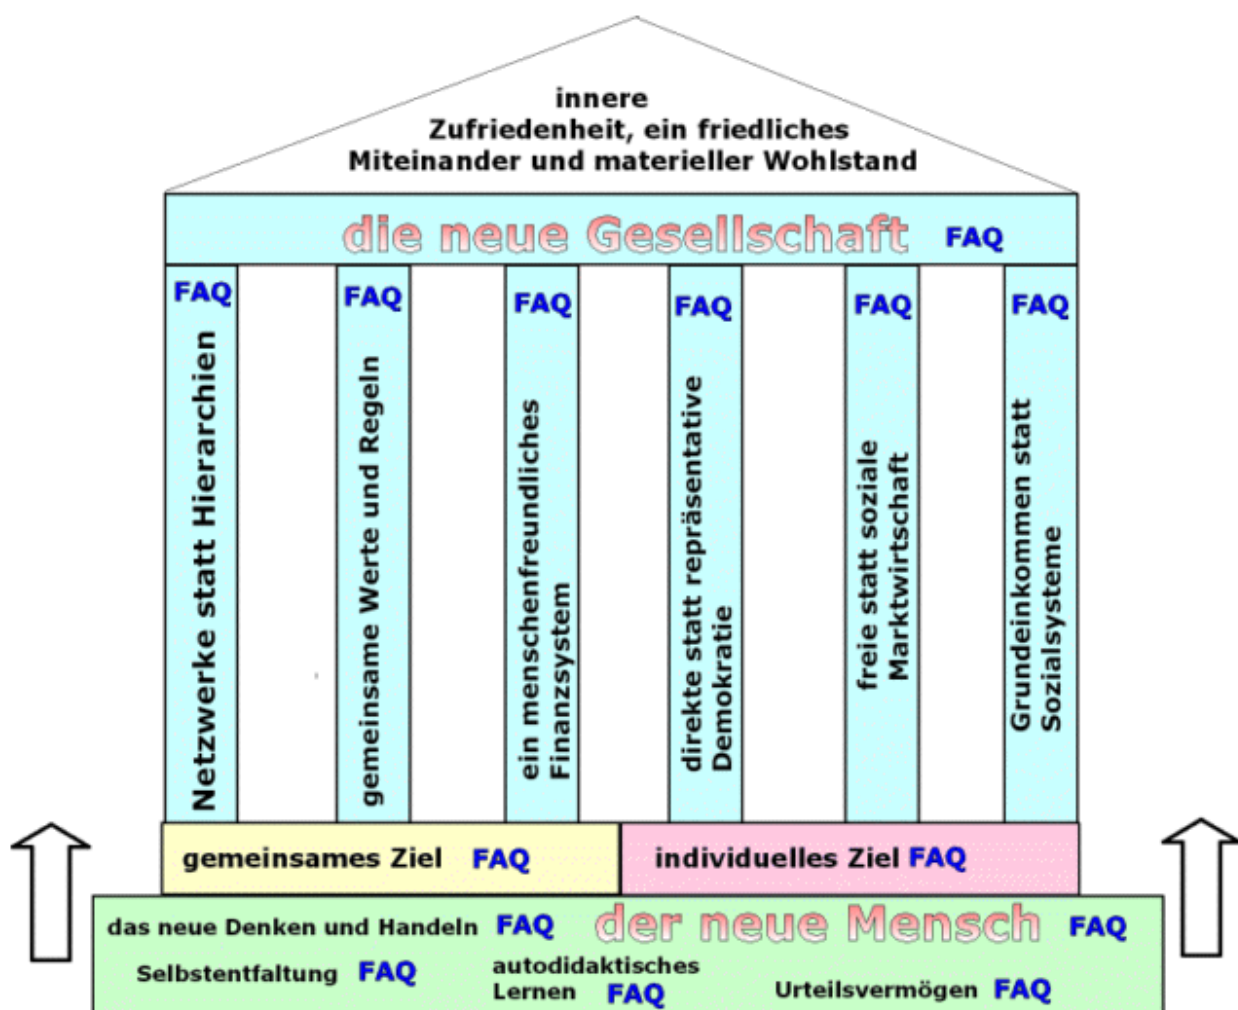 innere
Zufriedenheit, ein friedliches
Miteinander und materieller Wohlstand
die neue Gesellschaft FAQ
FAQ
Netzwerke statt Hierarchien
FAQ
gemeinsame Werte und Regeln
FAQ
ein menschenfreundliches
Finanzsystem
FAQ
direkte statt repräsentative
Demokratie
FAQ
freie statt soziale
Marktwirtschaft
FAQ
Grundeinkommen statt
Sozialsysteme
gemeinsames Ziel FAQ
individuelles Ziel FAQ
das neue Denken und Handeln FAQ
der neue Mensch FAQ
Selbstentfaltung FAQ
autodidaktisches
Lernen FAQ
Urteilsvermögen FAQ